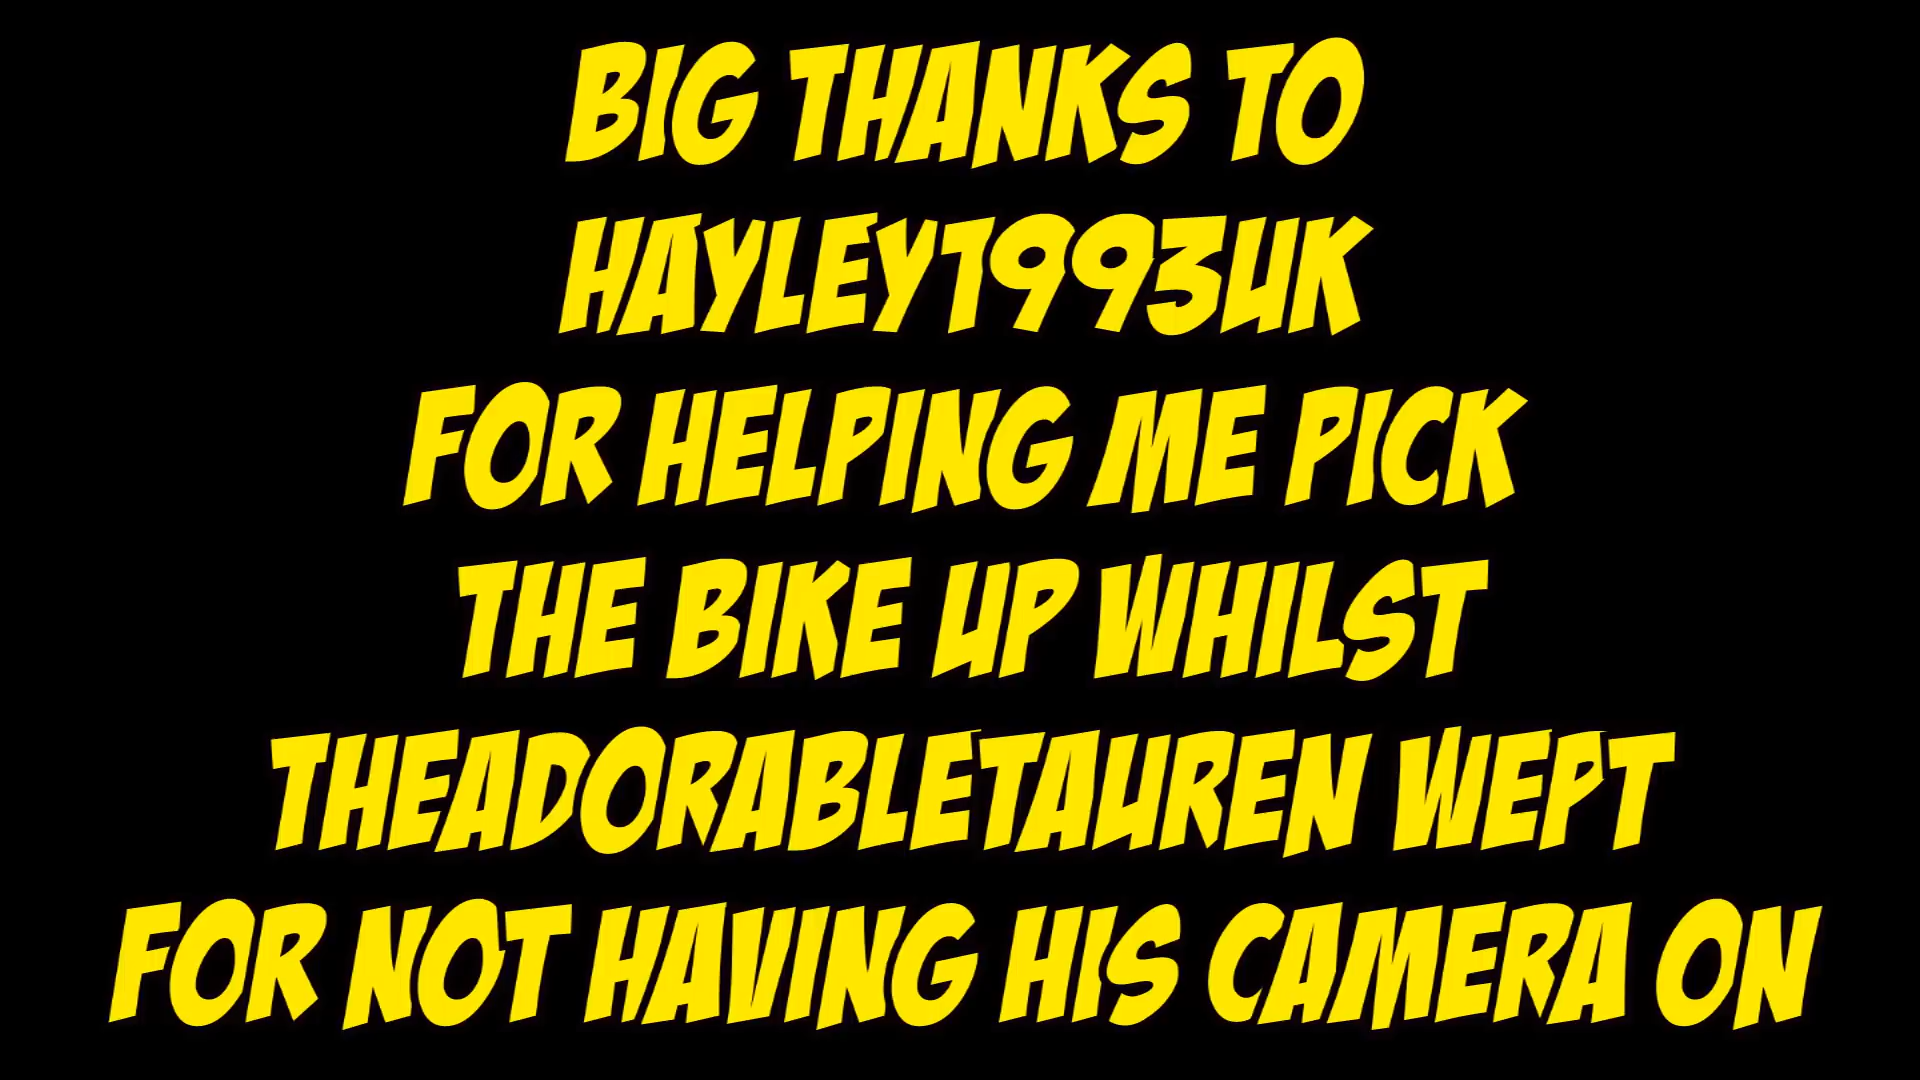 BIG THANKS TO
HAYLEY1993UK
FOR HELPING ME PICK
THE BIKE UP WHILST
THEADORABLETAUREN WEPT
FOR NOT HAVING HIS CAMERA ON